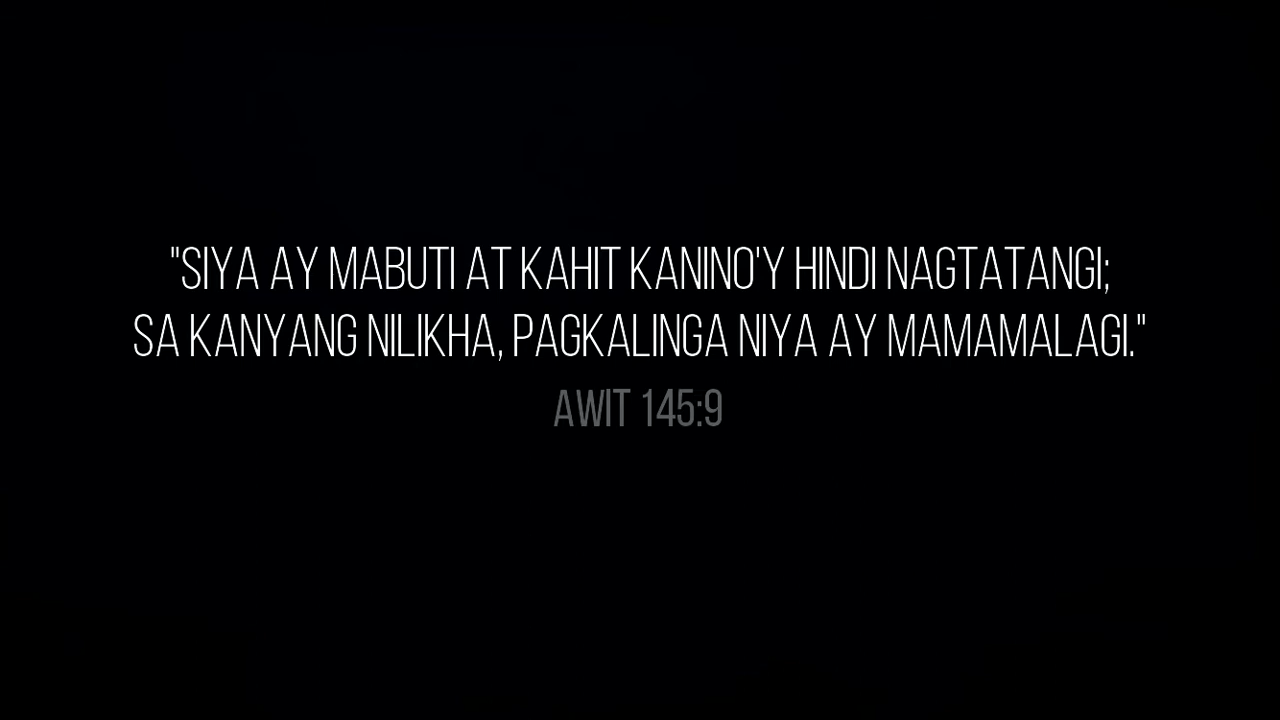 "SIYA AY MABUTI AT KAHIT KANINO'Y HINDI NAGTATANGI;
SA KANYANG NILIKHA, PAGKALINGA NIYA AY MAMAMALAGI."
AWIT 145:9